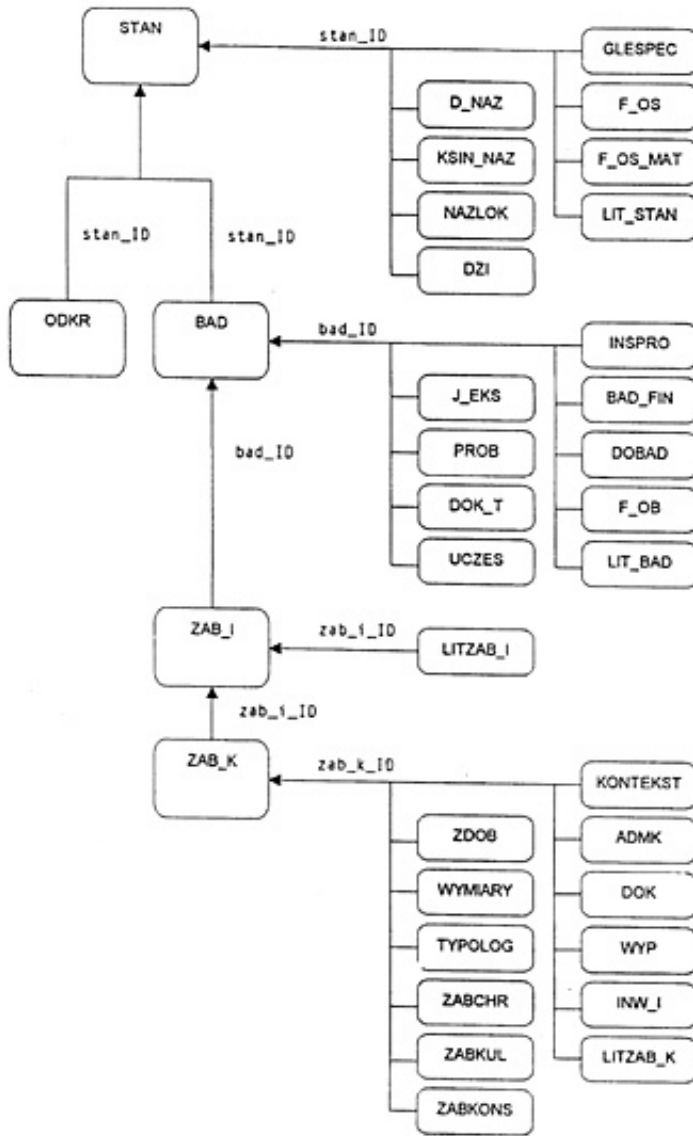 STAN
stan_ID
GLESPEC
D_NAZ
F_OS
KSIN_NAZ
F_OS_MAT
NAZLOK
LIT_STAN
DZI
stan_ID
stan_ID
ODKR
BAD
bad_ID
INSPRO
J_EKS
BAD_FIN
bad_ID
PROB
DOBAD
DOK_T
F_OB
UCZES
LIT_BAD
ZAB_I
zab_i_ID
LITZAB_I
zab_i_ID
ZAB_K
zab_k_ID
KONTEKST
ZDOB
ADMK
WYMIARY
DOK
TYPOLOG
WYP
ZABCHR
INW_I
ZABKUL
LITZAB_K
ZABKONS